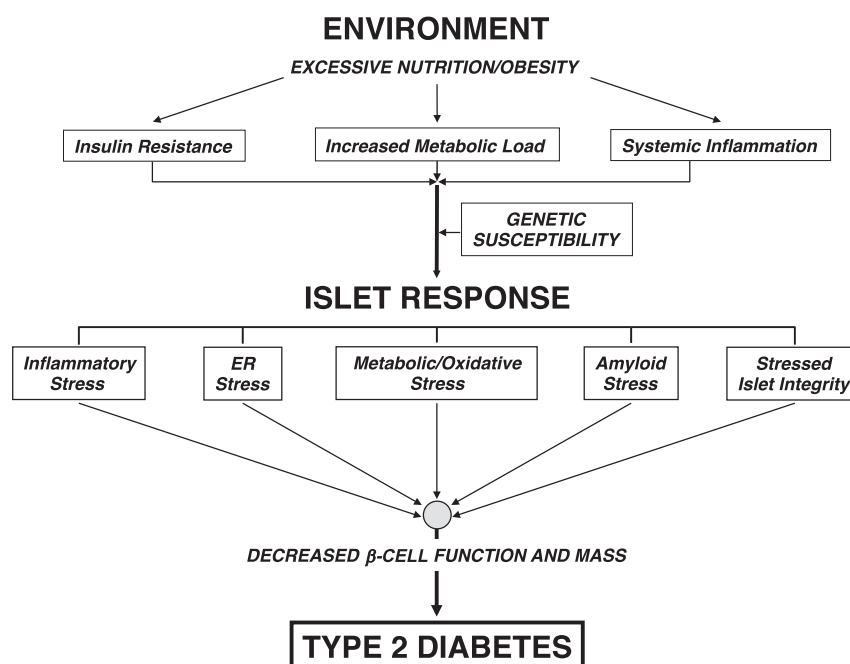 ENVIRONMENT
EXCESSIVE NUTRITION/OBESITY
Insulin Resistance
Increased Metabolic Load
Systemic Inflammation
GENETIC
SUSCEPTIBILITY
ISLET RESPONSE
Inflammatory
Stress
ER
Stress
Metabolic/Oxidative
Stress
Amyloid
Stress
Stressed
Islet Integrity
DECREASED β-CELL FUNCTION AND MASS
TYPE 2 DIABETES